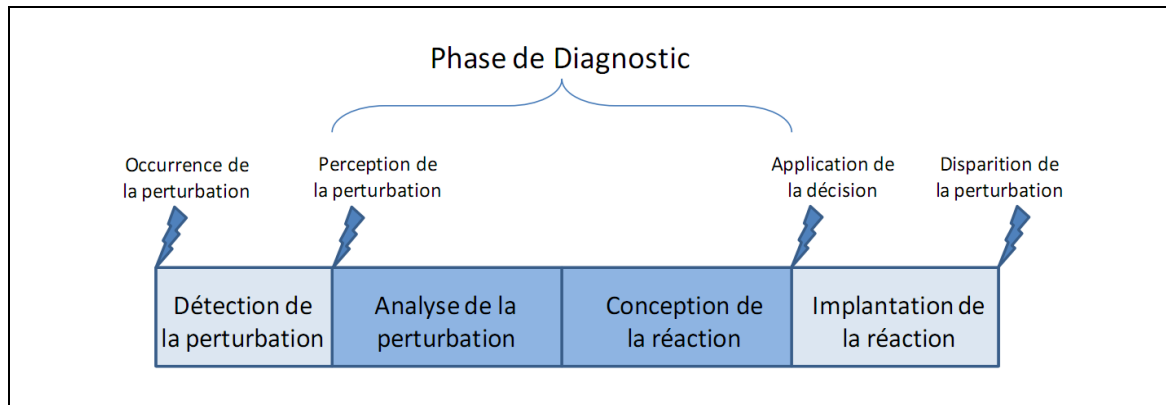 Phase de Diagnostic
Occurrence de
la perturbation
Perception de
la perturbation
Application de
la décision
Disparition de
la perturbation
Détection de
la perturbation
Analyse de la
perturbation
Conception de
la réaction
Implantation de
la réaction